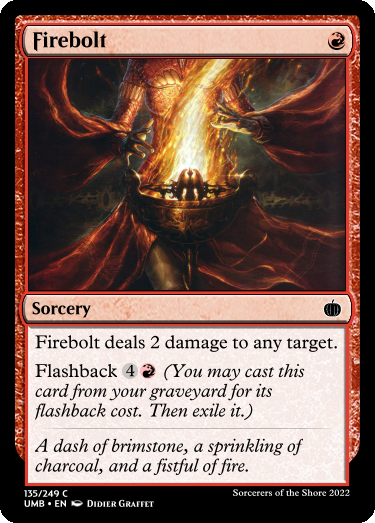 Firebolt
Sorcery
Firebolt deals 2 damage to any target.
Flashback 4 (You may cast this
card from your graveyard for its
flashback cost. Then exile it.)
A dash of brimstone, a sprinkling of
charcoal, and a fistful of fire.
135/249 C
Sorcerers of the Shore 2022
UMB • EN Didier Graffet